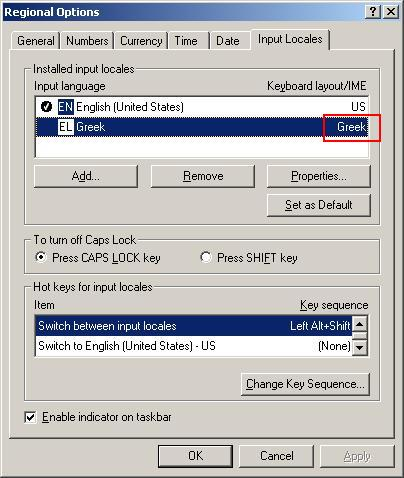 Regional Options
General Numbers Currency Time Date Input Locales
Installed input locales
Input language Keyboard layout/IME
EN English (United States) US
EL Greek Greek
Add... Remove Properties...
Set as Default
To turn off Caps Lock
Press CAPS LOCK key Press SHIFT key
Hot keys for input locales
Item Key sequence
Switch between input locales Left Alt+Shift
Switch to English (United States) - US (None)
Change Key Sequence...
Enable indicator on taskbar
OK Cancel Apply